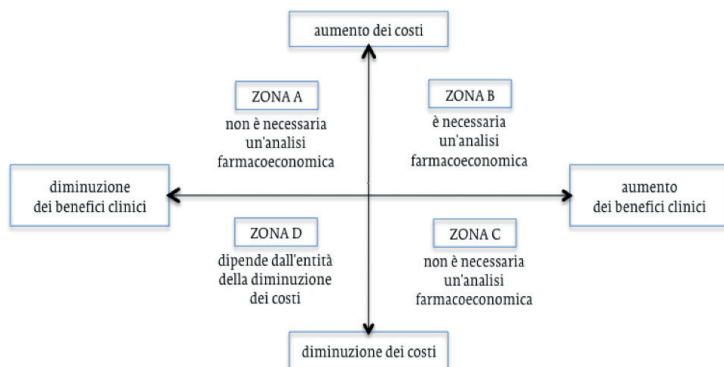 aumento dei costi
ZONA A
non è necessaria
un'analisi
farmacoeconomica
ZONA B
è necessaria
un'analisi
farmacoeconomica
diminuzione
dei benefici clinici
aumento
dei benefici clinici
ZONA D
dipende dall'entità
della diminuzione
dei costi
ZONA C
non è necessaria
un'analisi
farmacoeconomica
diminuzione dei costi